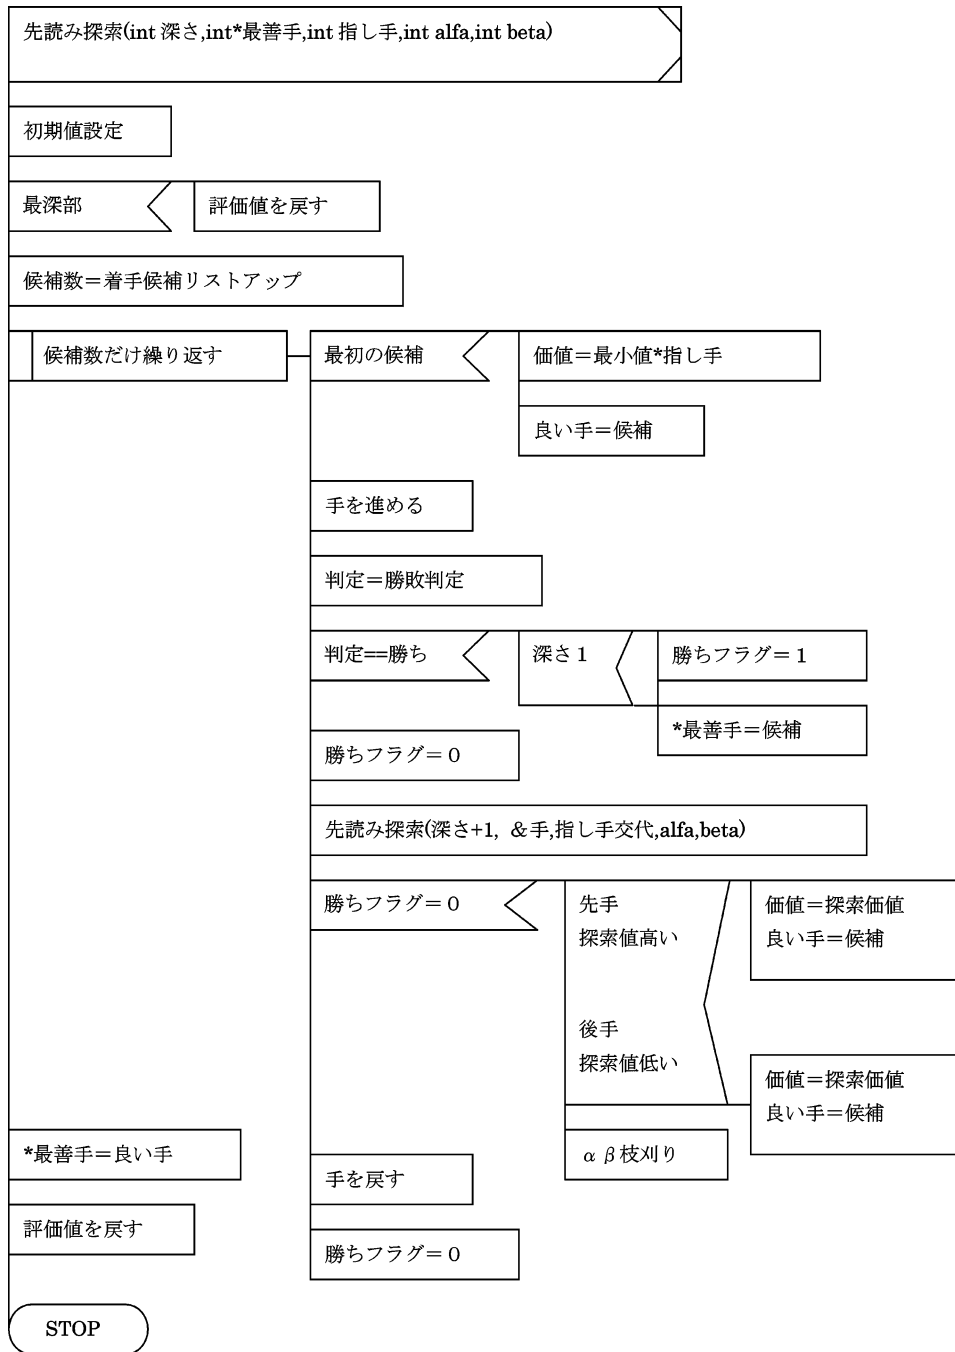 先読み探索(int 深さ,int*最善手,int 指し手,int alfa,int beta)
初期値設定
最深部
評価値を戻す
候補数＝着手候補リストアップ
候補数だけ繰り返す
最初の候補
価値＝最小値*指し手
良い手＝候補
手を進める
判定＝勝敗判定
判定==勝ち
深さ１
勝ちフラグ＝１
*最善手＝候補
勝ちフラグ＝０
先読み探索(深さ+1, ＆手,指し手交代,alfa,beta)
勝ちフラグ＝０
先手
探索値高い
価値＝探索価値
良い手＝候補
後手
探索値低い
価値＝探索価値
良い手＝候補
αβ枝刈り
手を戻す
勝ちフラグ＝０
*最善手＝良い手
評価値を戻す
STOP